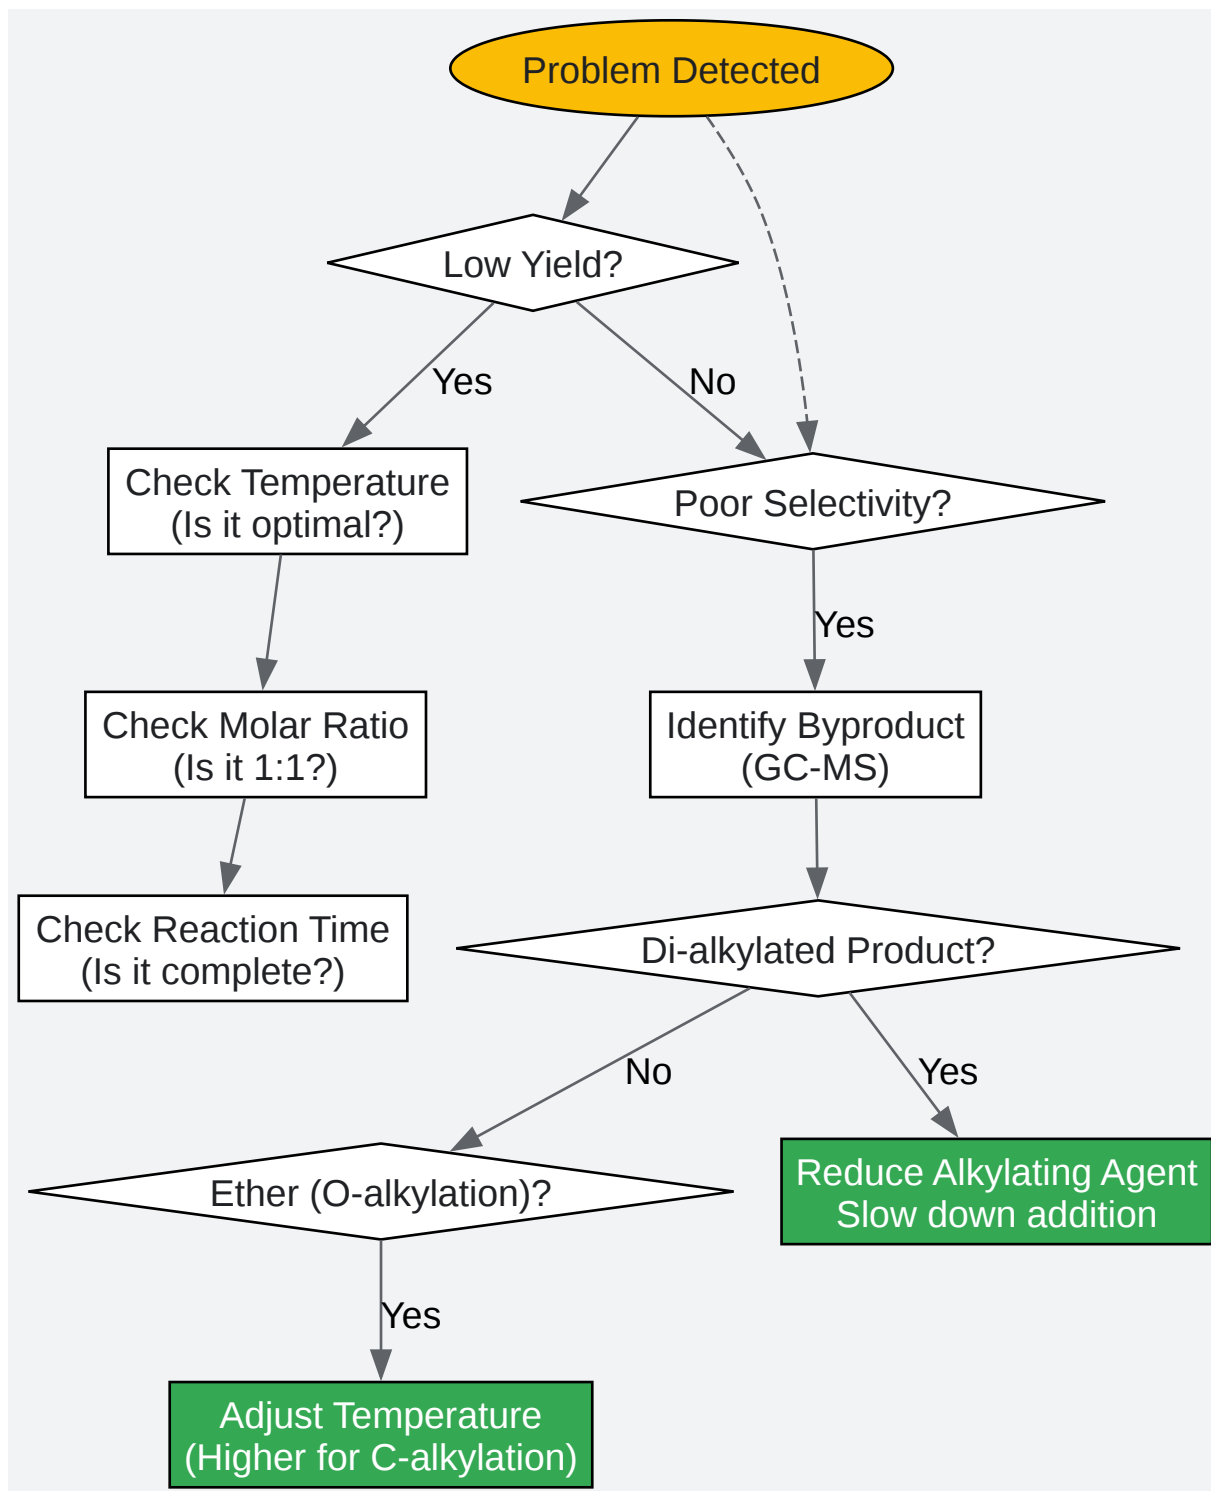 Problem Detected
Low Yield?
Yes
No
Check Temperature
(Is it optimal?)
Poor Selectivity?
Yes
Check Molar Ratio
(Is it 1:1?)
Identify Byproduct
(GC-MS)
Check Reaction Time
(Is it complete?)
Di-alkylated Product?
No
Yes
Ether (O-alkylation)?
Reduce Alkylating Agent
Slow down addition
Yes
Adjust Temperature
(Higher for C-alkylation)